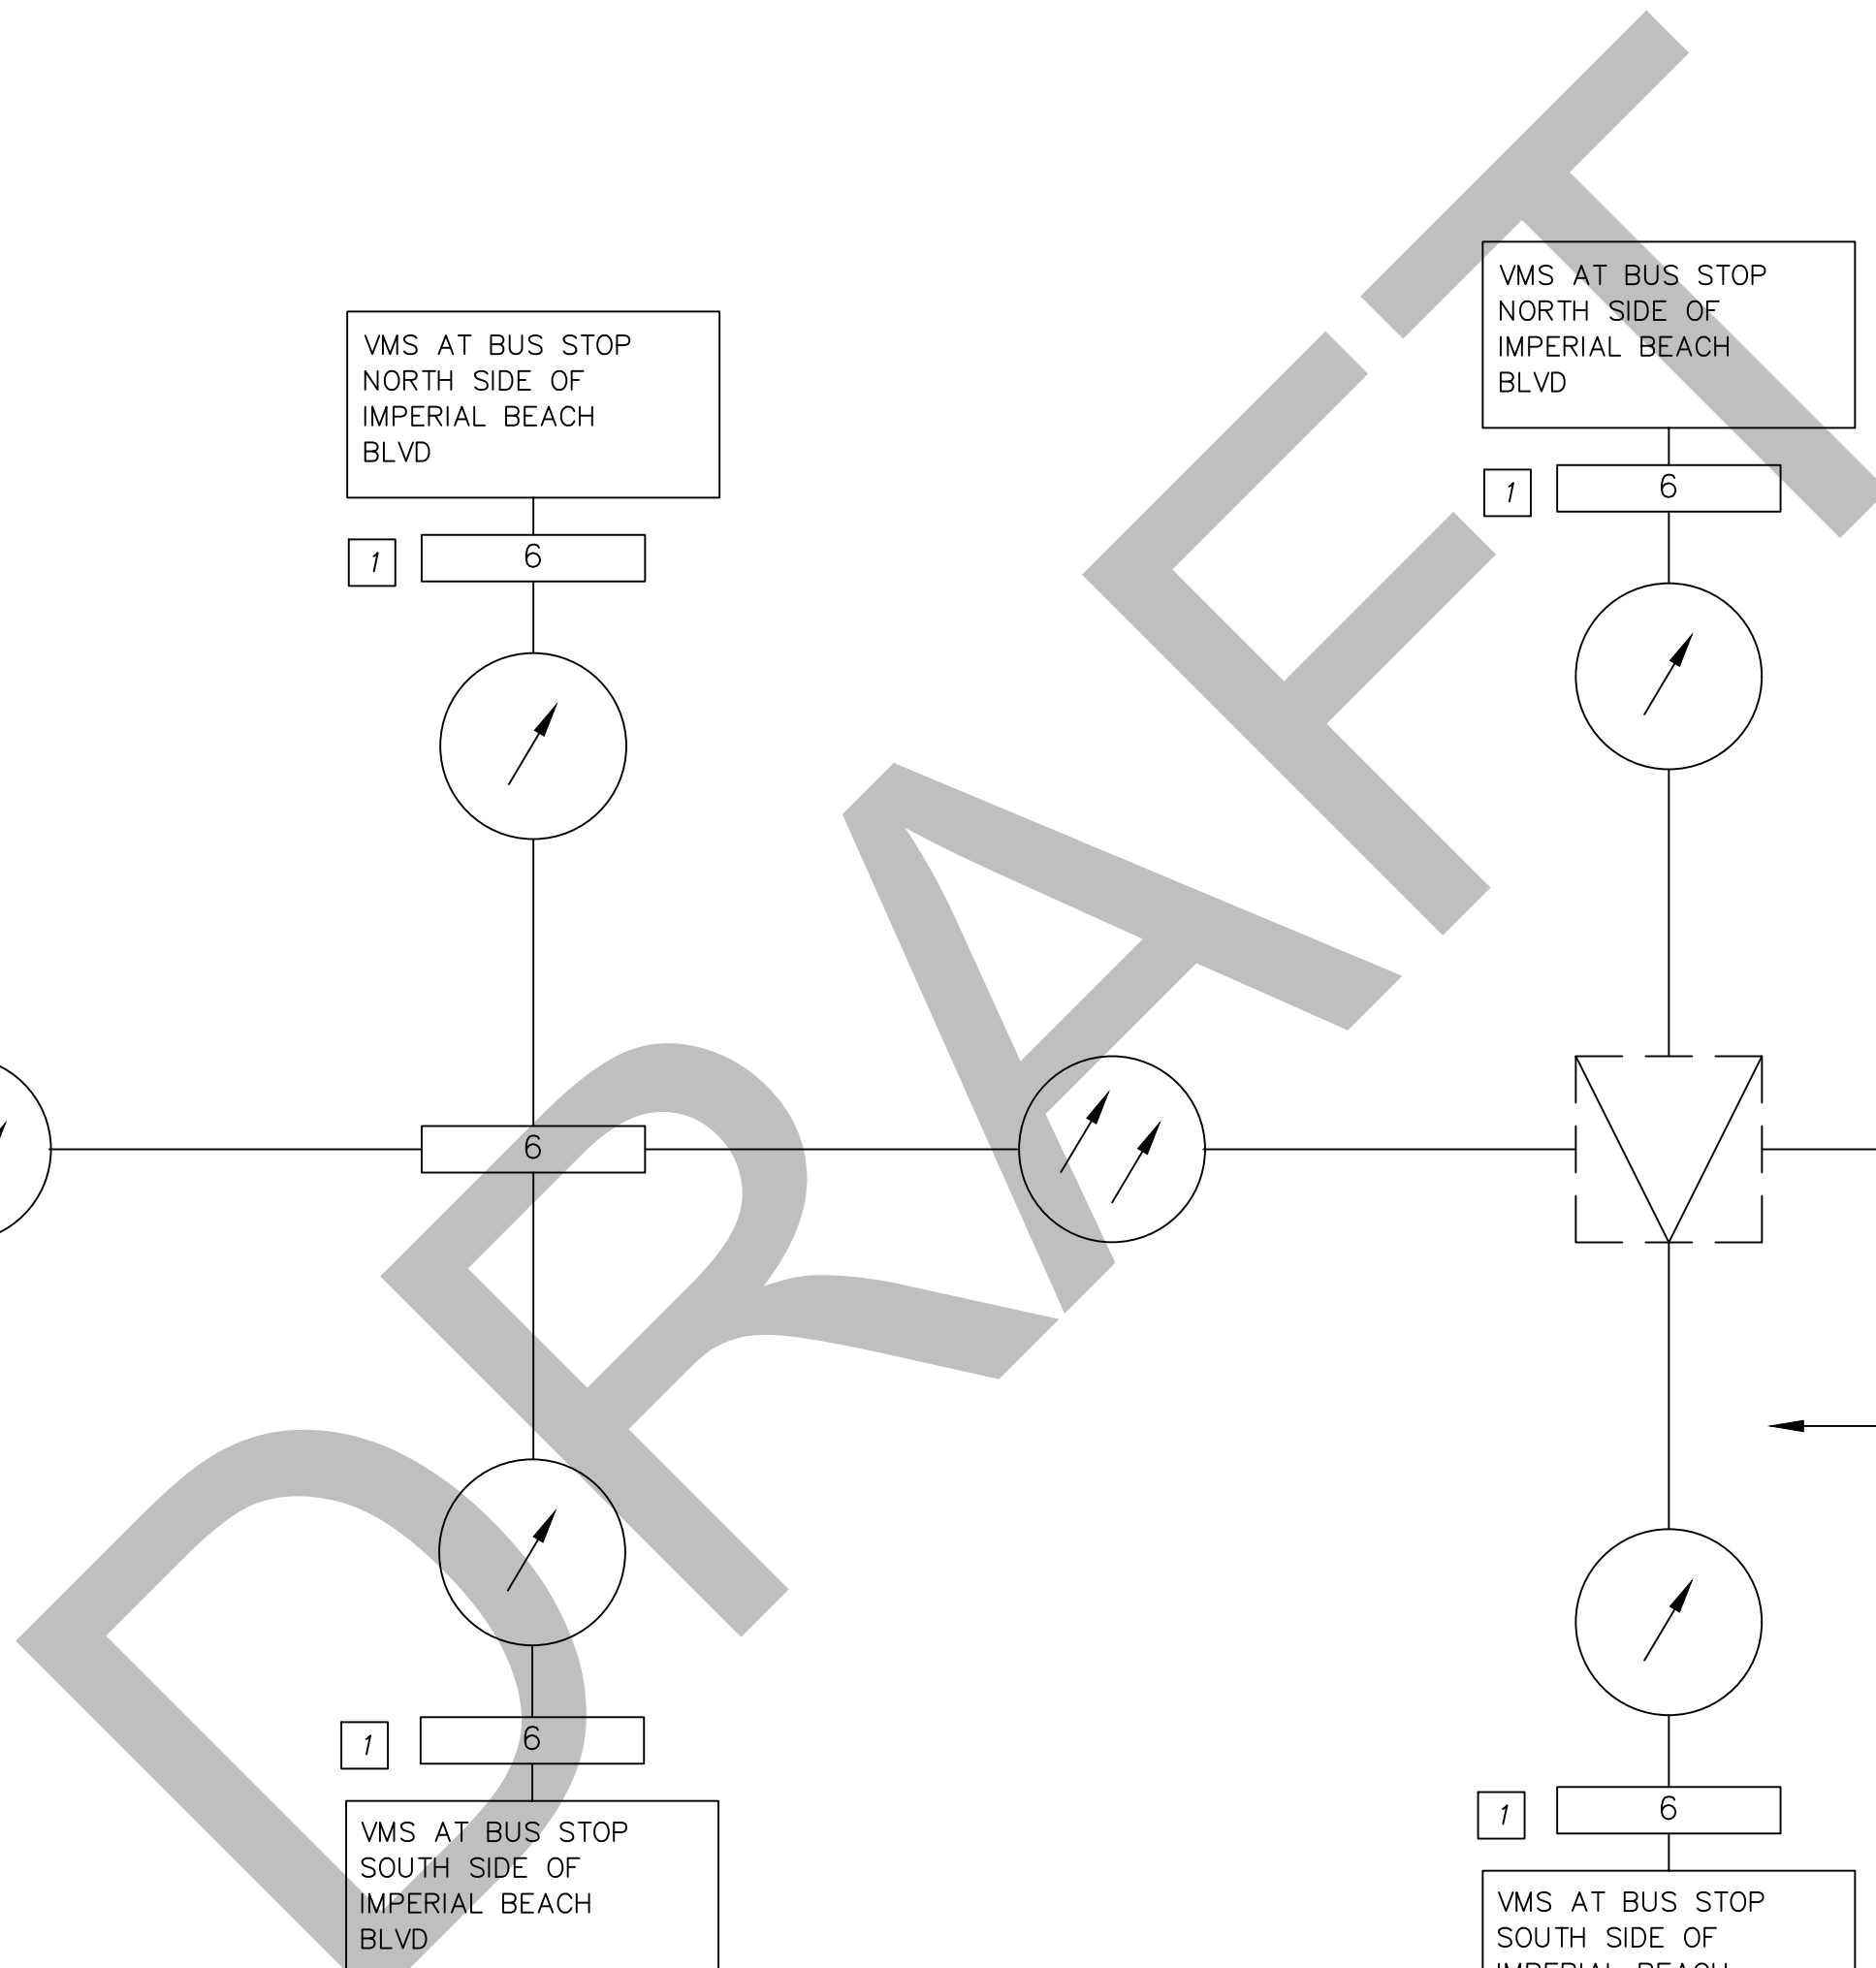 VMS AT BUS STOP
NORTH SIDE OF
IMPERIAL BEACH
BLVD
1
6
VMS AT BUS STOP
NORTH SIDE OF
IMPERIAL BEACH
BLVD
1
6
6
1
6
VMS AT BUS STOP
SOUTH SIDE OF
IMPERIAL BEACH
BLVD
1
6
VMS AT BUS STOP
SOUTH SIDE OF
IMPERIAL BEACH
DRAFT